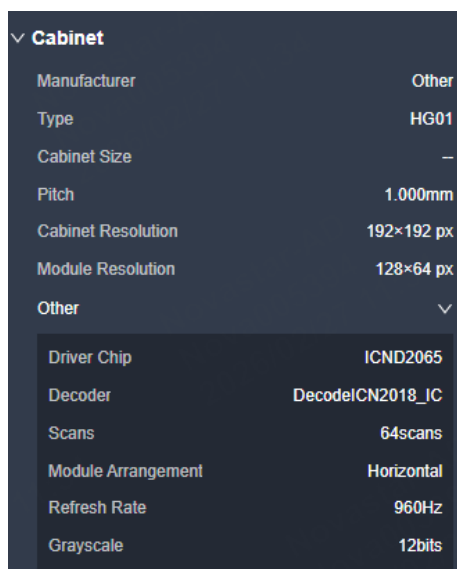 Cabinet
Manufacturer Other
Type HG01
Cabinet Size --
Pitch 1.000mm
Cabinet Resolution 192×192 px
Module Resolution 128×64 px
Other
Driver Chip ICND2065
Decoder DecodeICN2018_IC
Scans 64scans
Module Arrangement Horizontal
Refresh Rate 960Hz
Grayscale 12bits